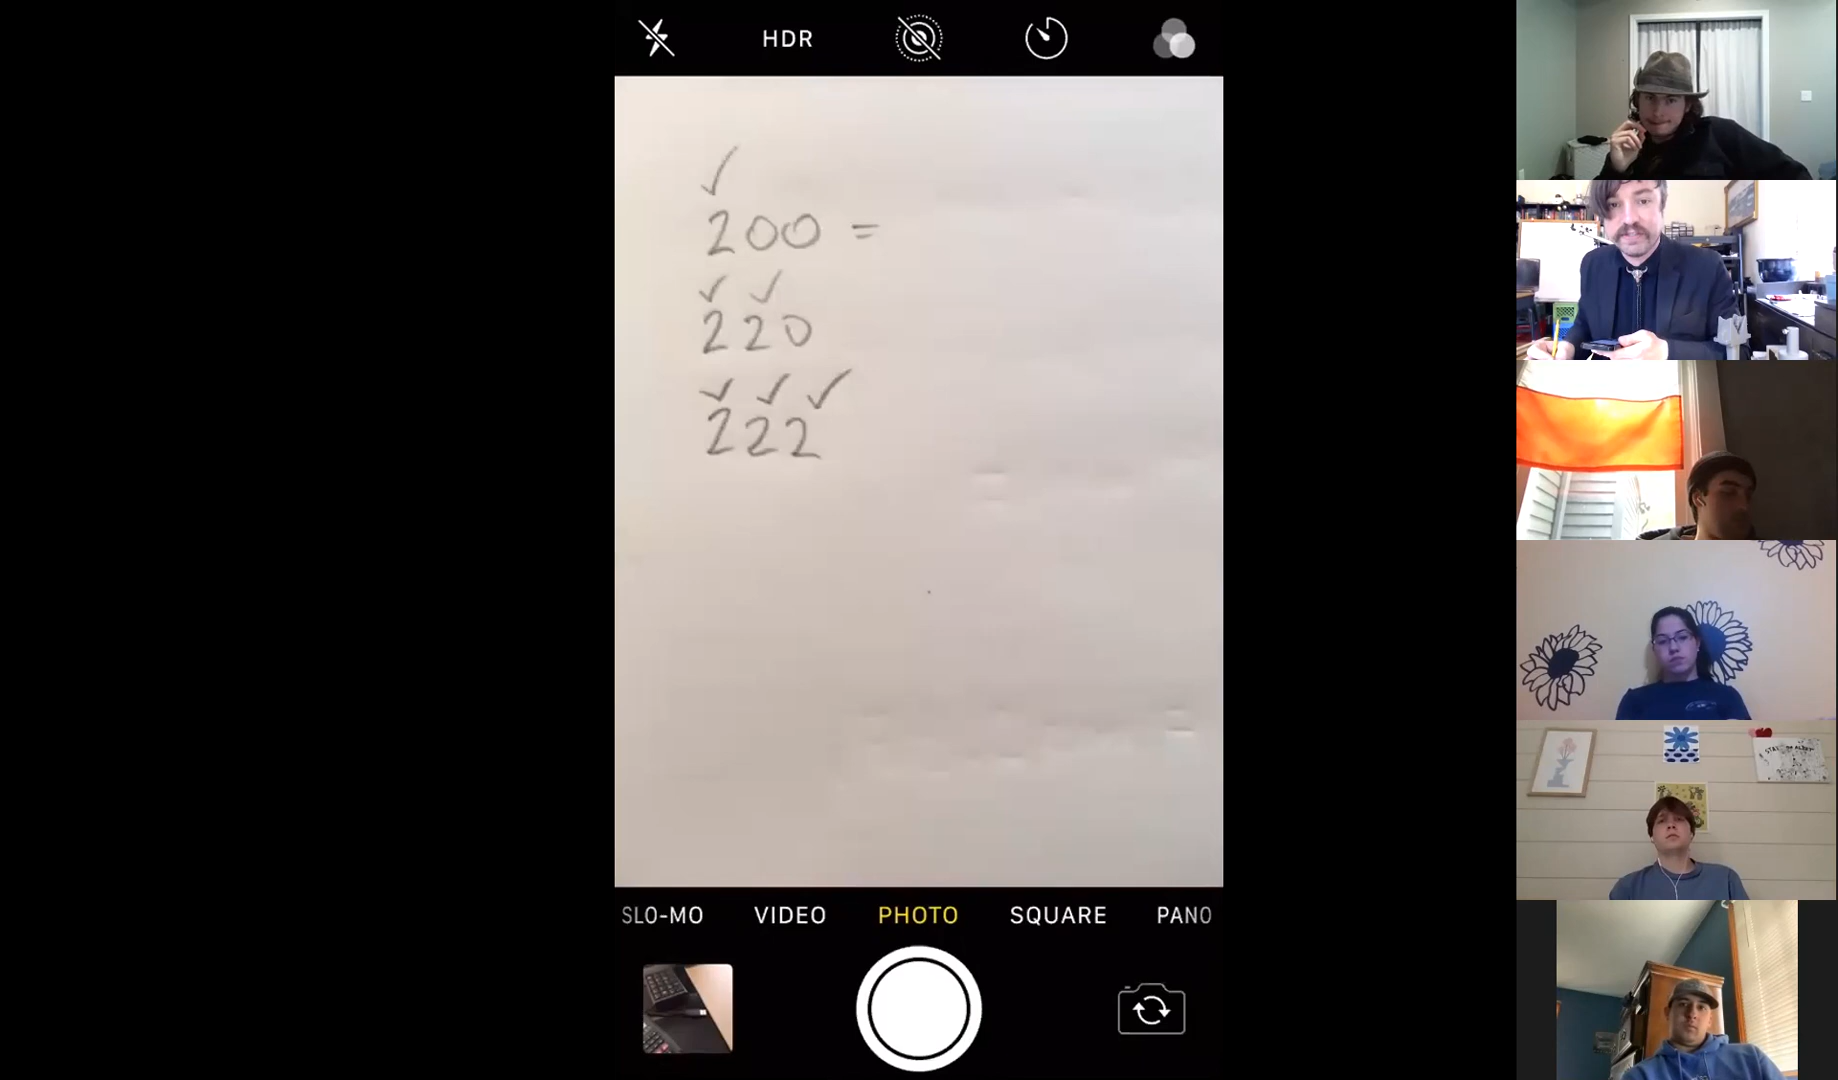 HDR
✓
200 =
✓ ✓
220
✓ ✓ ✓
222
SLO-MO VIDEO PHOTO SQUARE PANO